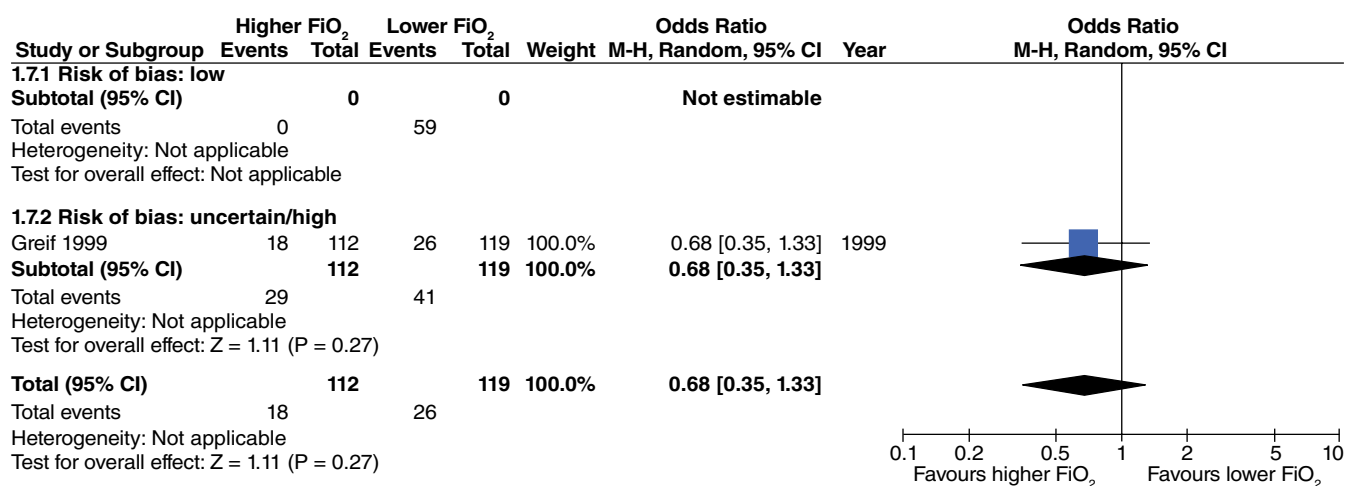 Higher FiO2 Lower FiO2 Odds Ratio Odds Ratio
Study or Subgroup Events Total Events Total Weight M-H, Random, 95% CI Year M-H, Random, 95% CI
1.7.1 Risk of bias: low
Subtotal (95% CI) 0 0 Not estimable
Total events 0 59
Heterogeneity: Not applicable
Test for overall effect: Not applicable
1.7.2 Risk of bias: uncertain/high
Greif 1999 18 112 26 119 100.0% 0.68 [0.35, 1.33] 1999
Subtotal (95% CI) 112 119 100.0% 0.68 [0.35, 1.33]
Total events 29 41
Heterogeneity: Not applicable
Test for overall effect: Z = 1.11 (P = 0.27)
Total (95% CI) 112 119 100.0% 0.68 [0.35, 1.33]
Total events 18 26
Heterogeneity: Not applicable
Test for overall effect: Z = 1.11 (P = 0.27)
0.1 0.2 0.5 1 2 5 10
Favours higher FiO2 Favours lower FiO2